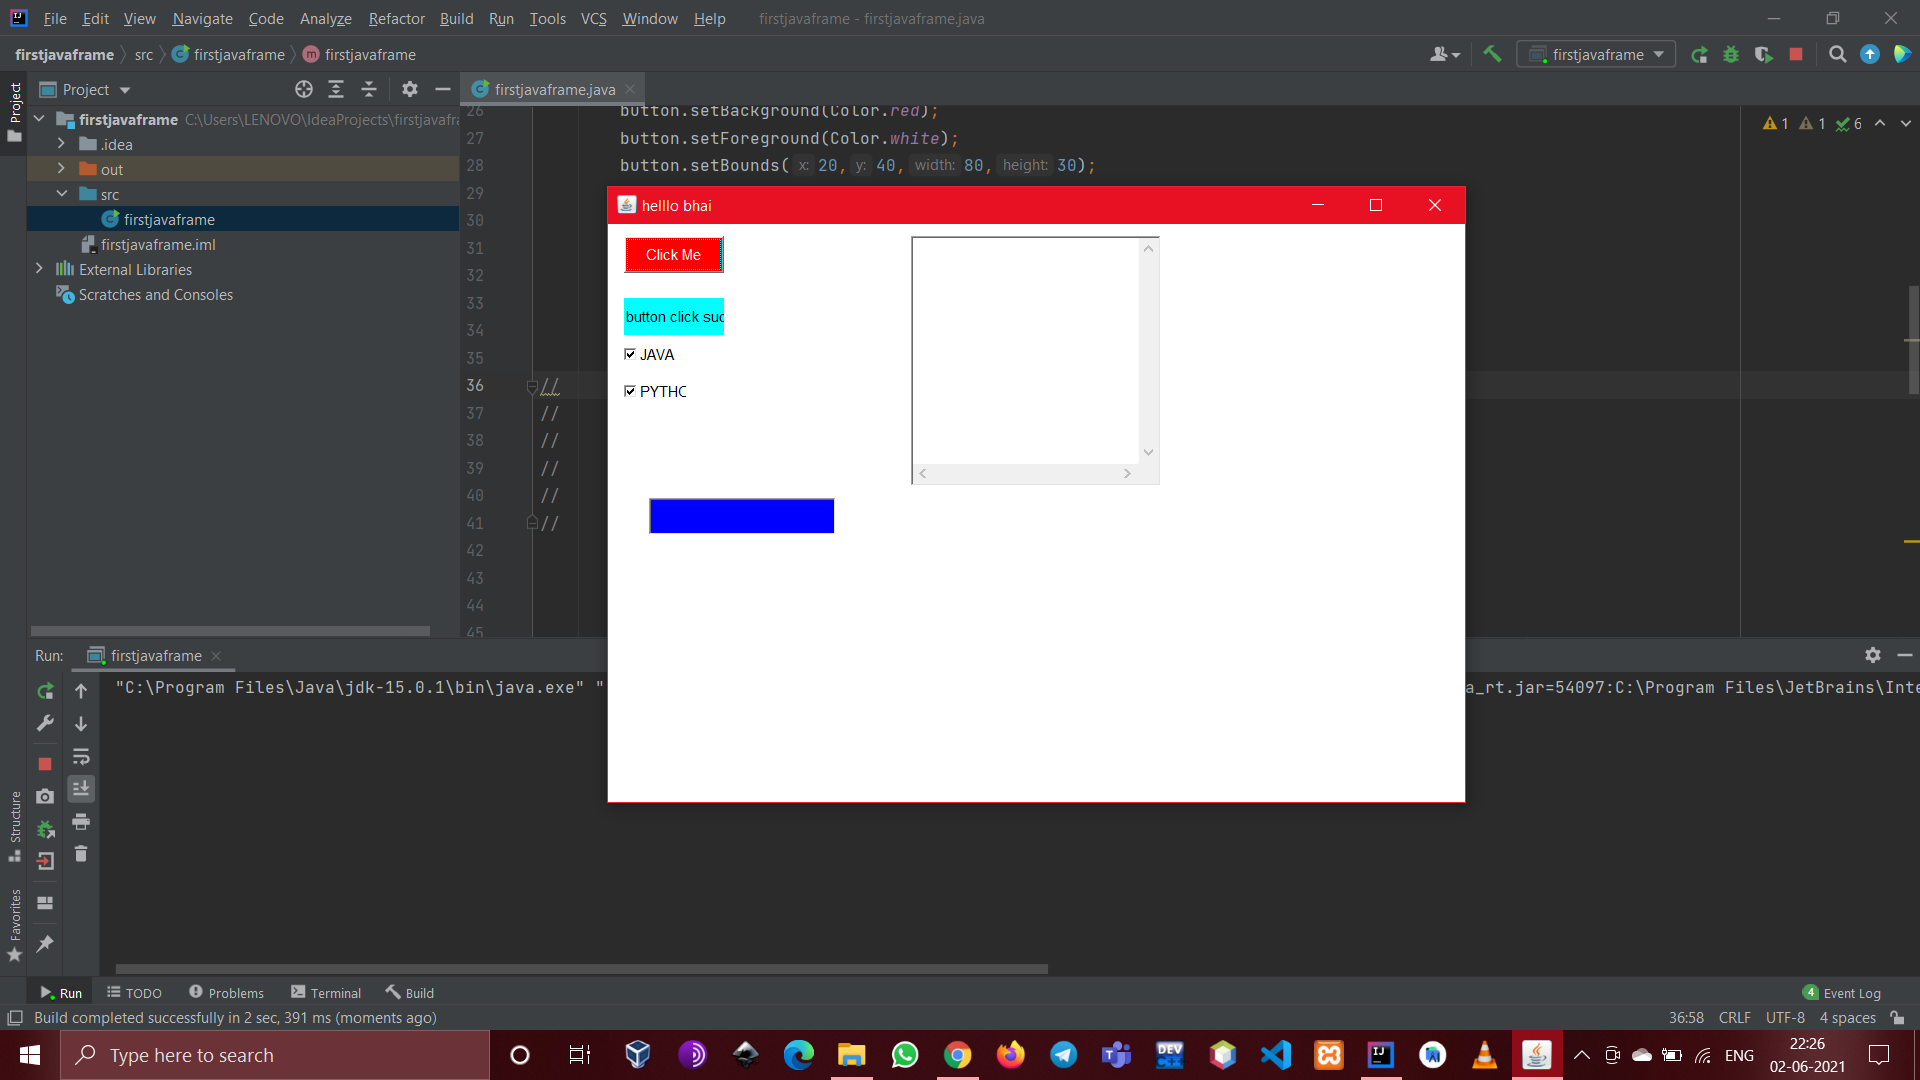 File Edit View Navigate Code Analyze Refactor Build Run Tools VCS Window Help firstjavaframe - firstjavaframe.java
firstjavaframe src firstjavaframe m firstjavaframe firstjavaframe
Project firstjavaframe.java
Project
firstjavaframe C:\Users\LENOVO\IdeaProjects\firstjavafra
.idea
out
src
firstjavaframe
firstjavaframe.iml
External Libraries
Scratches and Consoles
26 button.setBackground(Color.red);
27 button.setForeground(Color.white);
28 button.setBounds( x: 20, y: 40, width: 80, height: 30);
1 1 6
29
30
31
32
33
34
35
36 //
37 //
38 //
39 //
40 //
41 //
42
43
44
45
helllo bhai
Click Me
button click suc
JAVA
PYTHO
Run: firstjavaframe
"C:\Program Files\Java\jdk-15.0.1\bin\java.exe" " a_rt.jar=54097:C:\Program Files\JetBrains\Inte
Structure
Favorites
Run TODO Problems Terminal Build 4 Event Log
Build completed successfully in 2 sec, 391 ms (moments ago) 36:58 CRLF UTF-8 4 spaces
Type here to search
DEV C++
IJ
ENG
22:26
02-06-2021